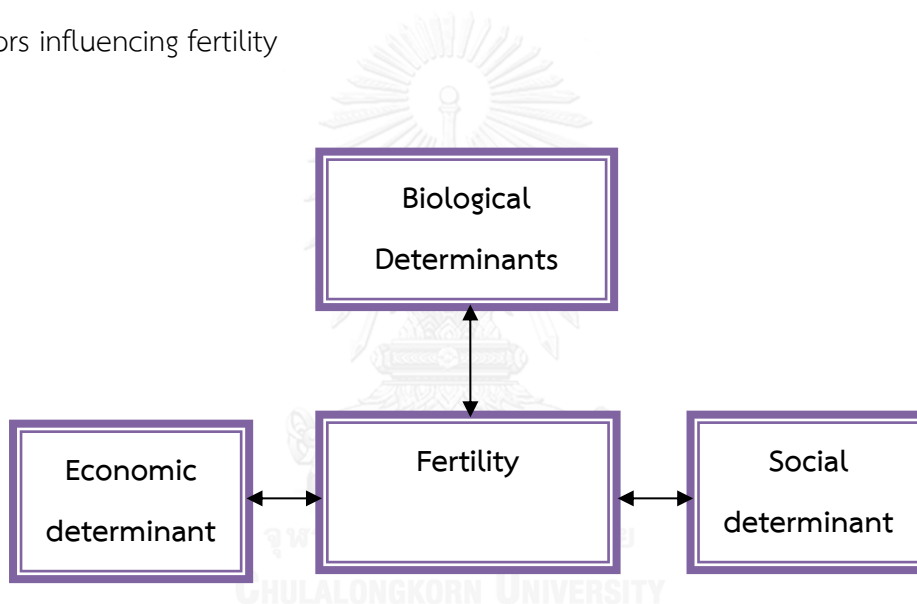 ors influencing fertility
Biological
Determinants
Economic
determinant
Fertility
Social
determinant
CHULALONGKORN UNIVERSITY